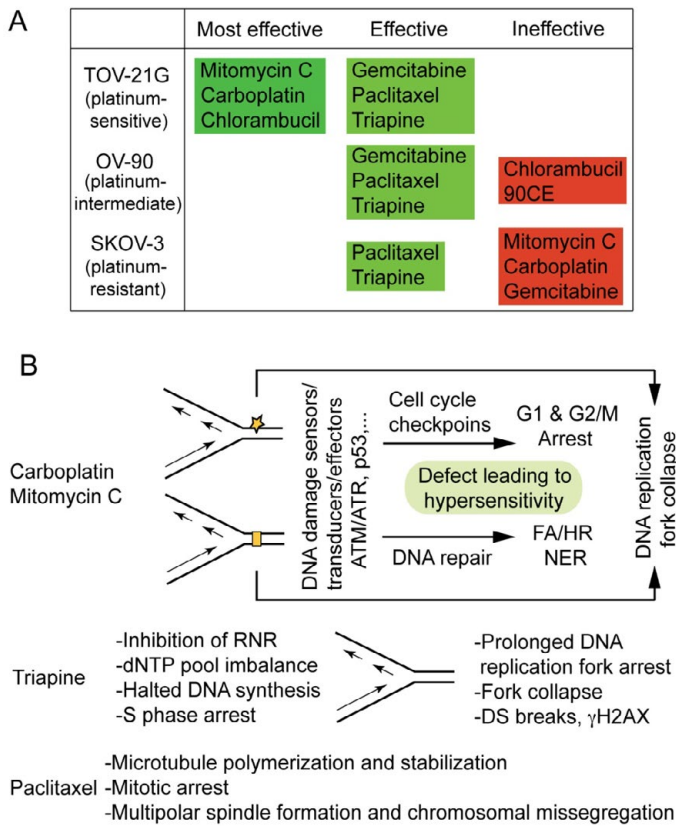 A
Most effective Effective Ineffective
TOV-21G
(platinum-
sensitive)
Mitomycin C
Carboplatin
Chlorambucil
Gemcitabine
Paclitaxel
Triapine
OV-90
(platinum-
intermediate)
Gemcitabine
Paclitaxel
Triapine
Chlorambucil
90CE
SKOV-3
(platinum-
resistant)
Paclitaxel
Triapine
Mitomycin C
Carboplatin
Gemcitabine
B
Carboplatin
Mitomycin C
DNA damage sensors/
transducers/effectors
ATM/ATR, p53,...
Cell cycle
checkpoins
G1 & G2/M
Arrest
Defect leading to
hypersensitivity
DNA repair
FA/HR
NER
DNA replication
fork collapse
Triapine
-Inhibition of RNR
-dNTP pool imbalance
-Halted DNA synthesis
-S phase arrest
-Prolonged DNA
replication fork arrest
-Fork collapse
-DS breaks, γH2AX
Paclitaxel
-Microtubule polymerization and stabilization
-Mitotic arrest
-Multipolar spindle formation and chromosomal missegregation